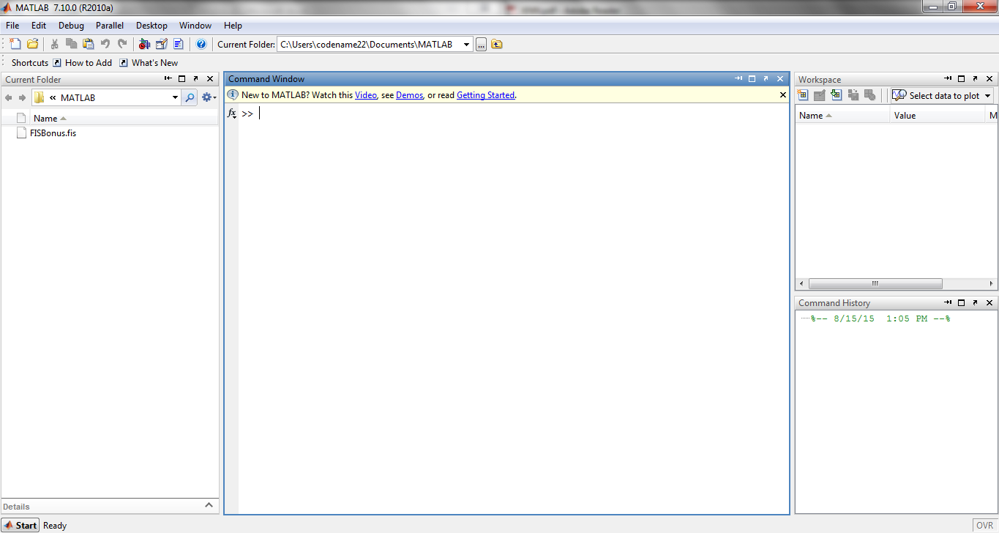 MATLAB 7.10.0 (R2010a)
File Edit Debug Parallel Desktop Window Help
Current Folder: C:\Users\codename22\Documents\MATLAB ...
Shortcuts How to Add What's New
Current Folder
« MATLAB
Name
FISBonus.fis
Details
Command Window
New to MATLAB? Watch this Video, see Demos, or read Getting Started.
fx >>
Workspace
Select data to plot
Name Value M
Command History
%-- 8/15/15 1:05 PM --%
Start Ready
OVR